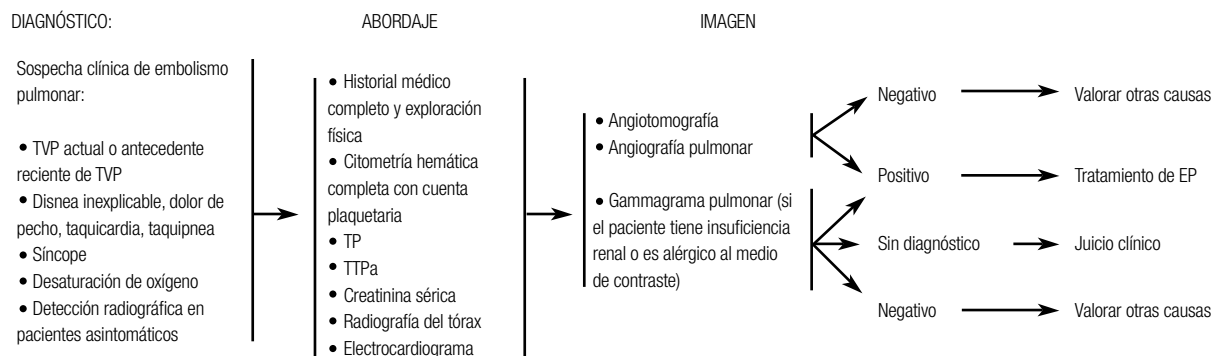 DIAGNÓSTICO:
Sospecha clínica de embolismo
pulmonar:
• TVP actual o antecedente
reciente de TVP
• Disnea inexplicable, dolor de
pecho, taquicardia, taquipnea
• Síncope
• Desaturación de oxígeno
• Detección radiográfica en
pacientes asintomáticos
ABORDAJE
• Historial médico
completo y exploración
física
• Citometría hemática
completa con cuenta
plaquetaria
• TP
• TTPa
• Creatinina sérica
• Radiografía del tórax
• Electrocardiograma
IMAGEN
• Angiotomografía
• Angiografía pulmonar
• Gammagrama pulmonar (si
el paciente tiene insuficiencia
renal o es alérgico al medio
de contraste)
Negativo
Valorar otras causas
Positivo
Tratamiento de EP
Sin diagnóstico
Juicio clínico
Negativo
Valorar otras causas